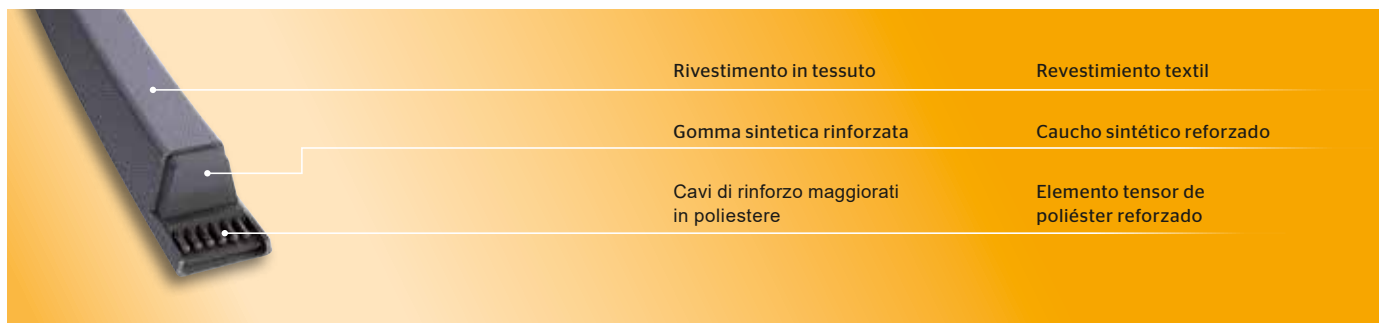 Rivestimento in tessuto
Revestimiento textil
Gomma sintetica rinforzata
Caucho sintético reforzado
Cavi di rinforzo maggiorati
in poliestere
Elemento tensor de
poliéster reforzado